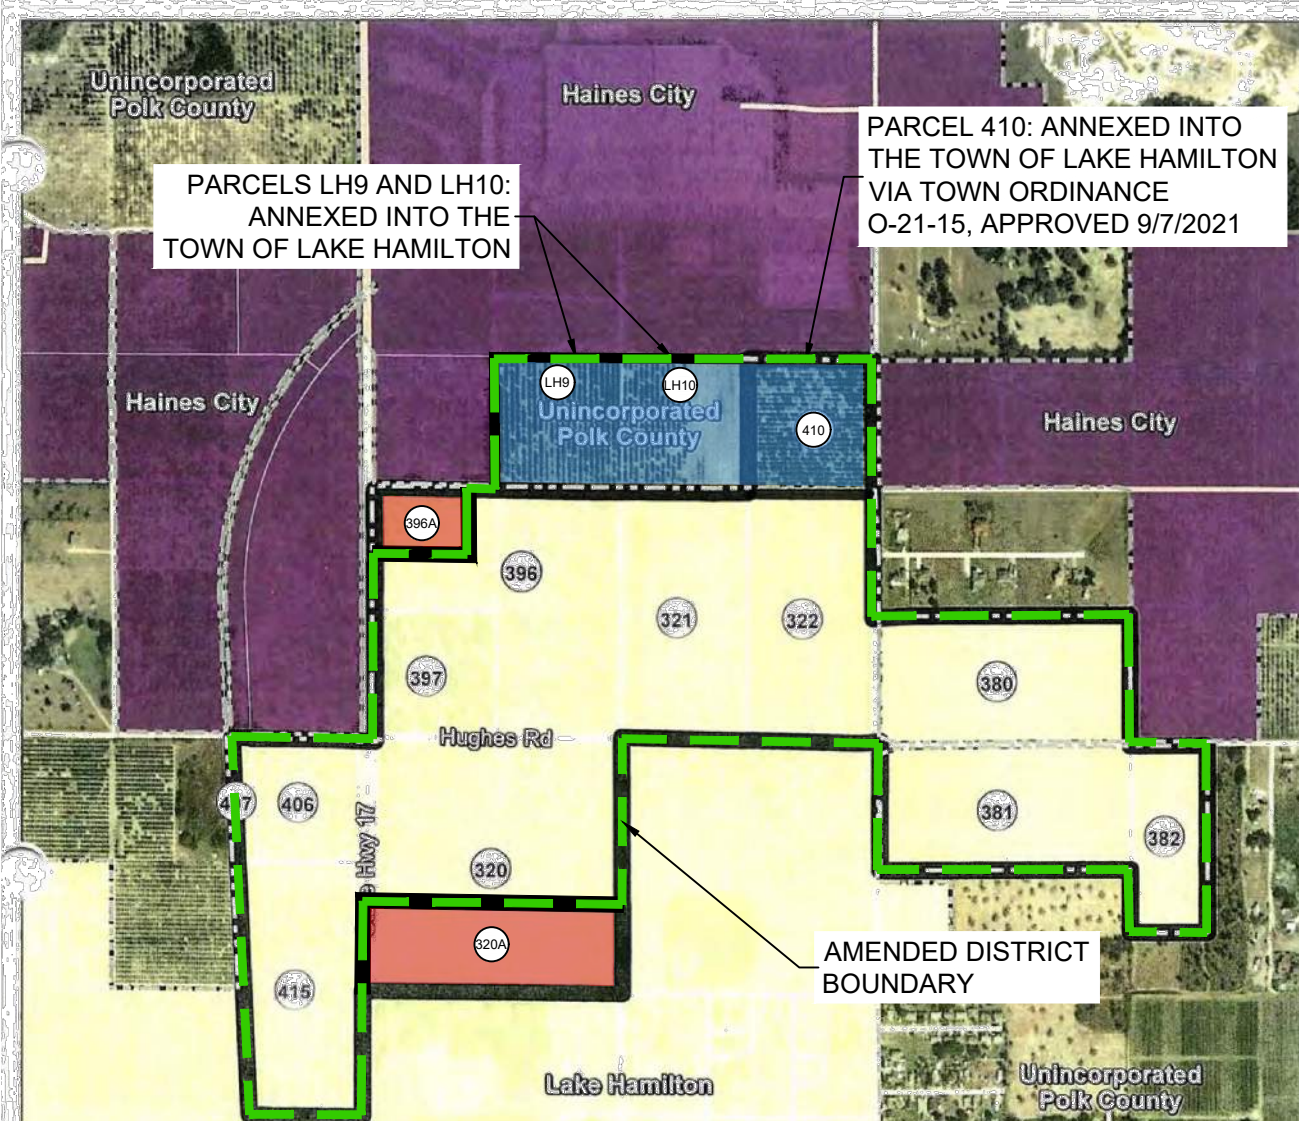 Unincorporated
Polk County
Haines City
PARCEL 410: ANNEXED INTO
THE TOWN OF LAKE HAMILTON
VIA TOWN ORDINANCE
O-21-15, APPROVED 9/7/2021
PARCELS LH9 AND LH10:
ANNEXED INTO THE
TOWN OF LAKE HAMILTON
LH9
LH10
Haines City
Unincorporated
Polk County
410
Haines City
396A
396
321
322
397
380
Hughes Rd
407
406
Hwy 17
381
382
320
320A
AMENDED DISTRICT
BOUNDARY
415
Lake Hamilton
Unincorporated
Polk County